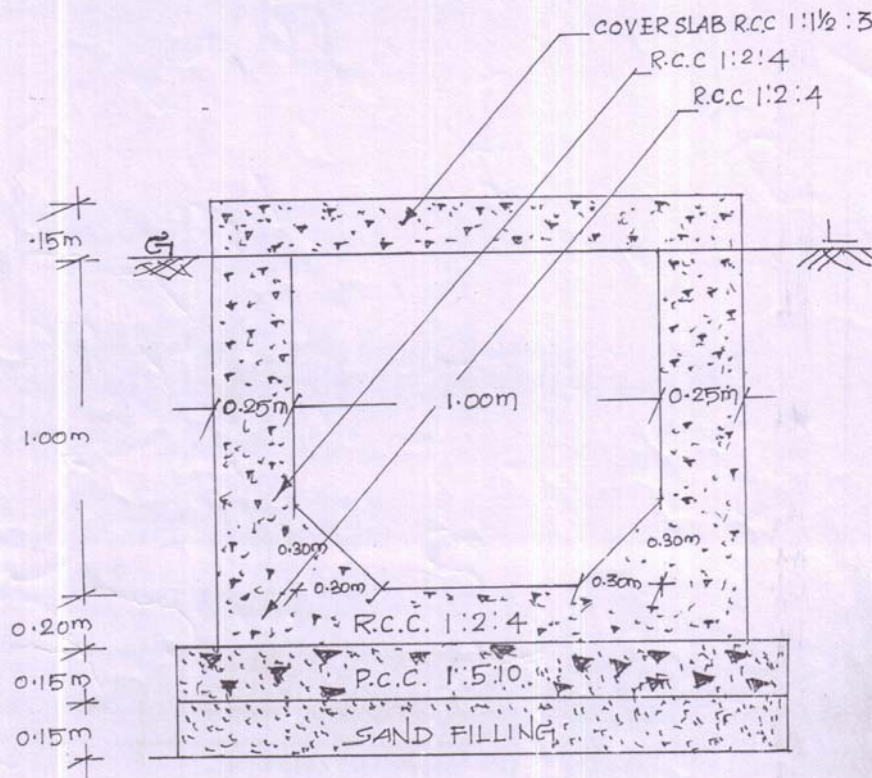 COVER SLAB R.C.C 1:1½:3
R.C.C 1:2:4
R.C.C 1:2:4
.15m
G
L
0.25m
1.00m
0.25m
1.00m
0.30m
0.30m
0.30m
0.30m
0.20m
R.C.C. 1:2:4
0.15m
P.C.C. 1:5:10.
0.15m
SAND FILLING